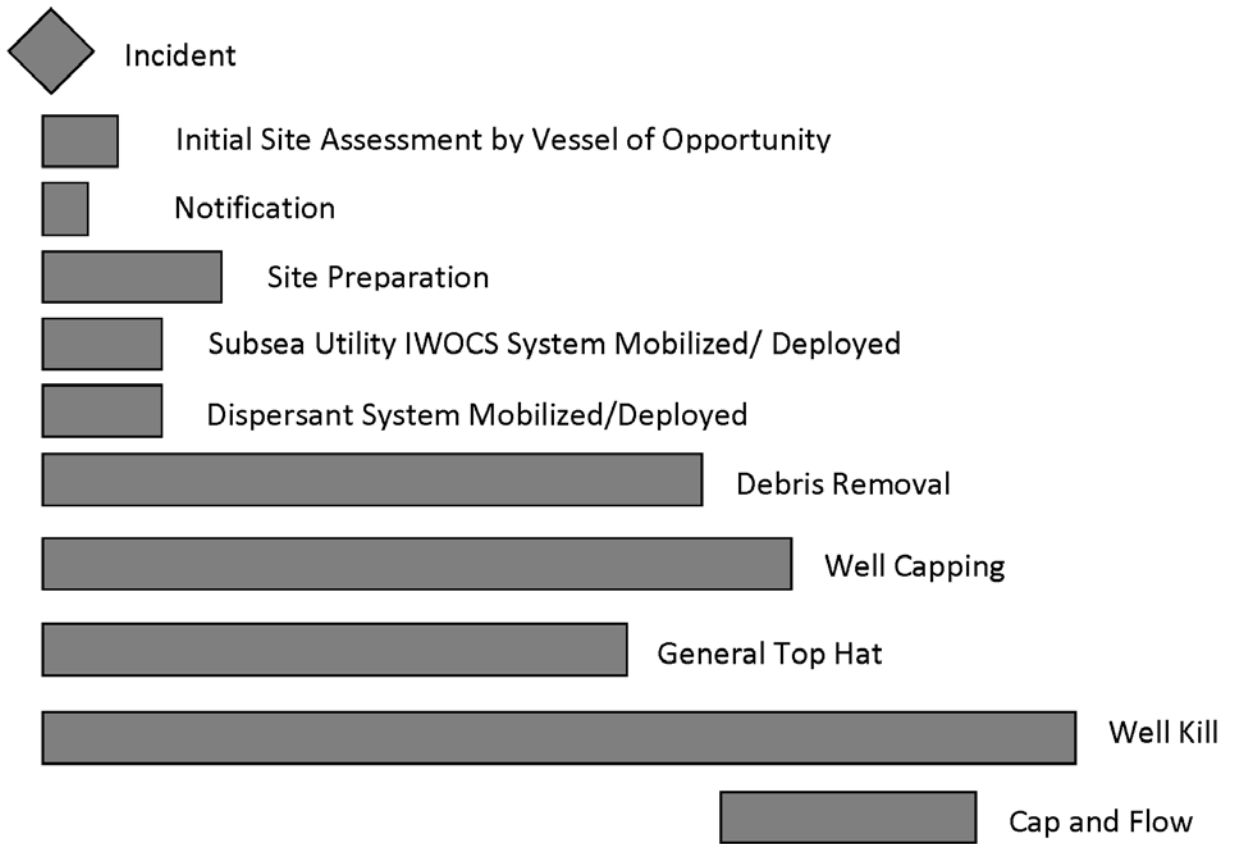 Incident
Initial Site Assessment by Vessel of Opportunity
Notification
Site Preparation
Subsea Utility IWOCS System Mobilized/ Deployed
Dispersant System Mobilized/Deployed
Debris Removal
Well Capping
General Top Hat
Well Kill
Cap and Flow